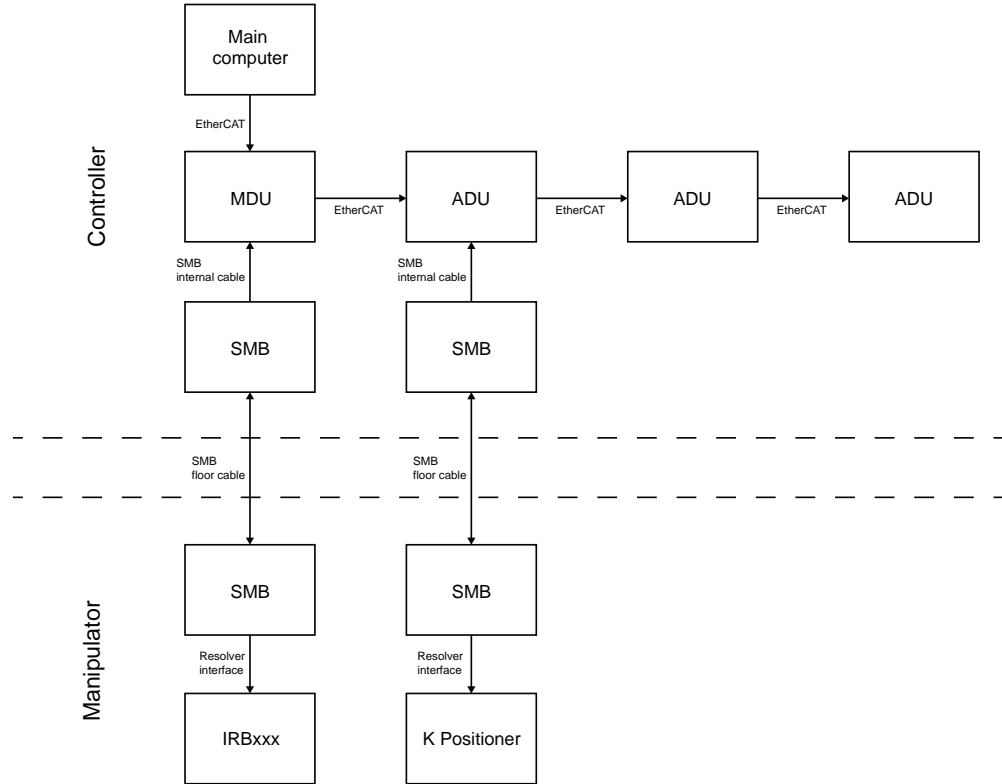 Main
computer
EtherCAT
Controller
MDU
EtherCAT
ADU
EtherCAT
ADU
EtherCAT
ADU
SMB
internal cable
SMB
internal cable
SMB
SMB
SMB
floor cable
SMB
floor cable
Manipulator
SMB
SMB
Resolver
interface
Resolver
interface
IRBxxx
K Positioner